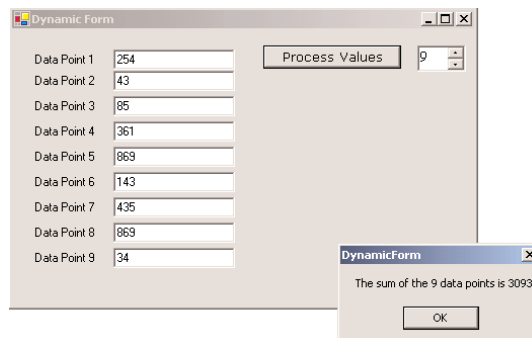 Dynamic Form
Data Point 1 254 Process Values 9
Data Point 2 43
Data Point 3 85
Data Point 4 361
Data Point 5 869
Data Point 6 143
Data Point 7 435
Data Point 8 869
Data Point 9 34
DynamicForm
The sum of the 9 data points is 3093
OK